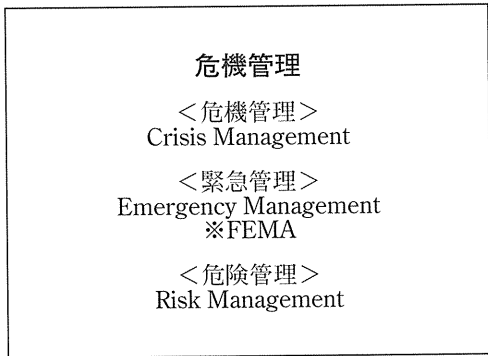 危機管理
＜危機管理＞
Crisis Management
＜緊急管理＞
Emergency Management
※FEMA
＜危険管理＞
Risk Management